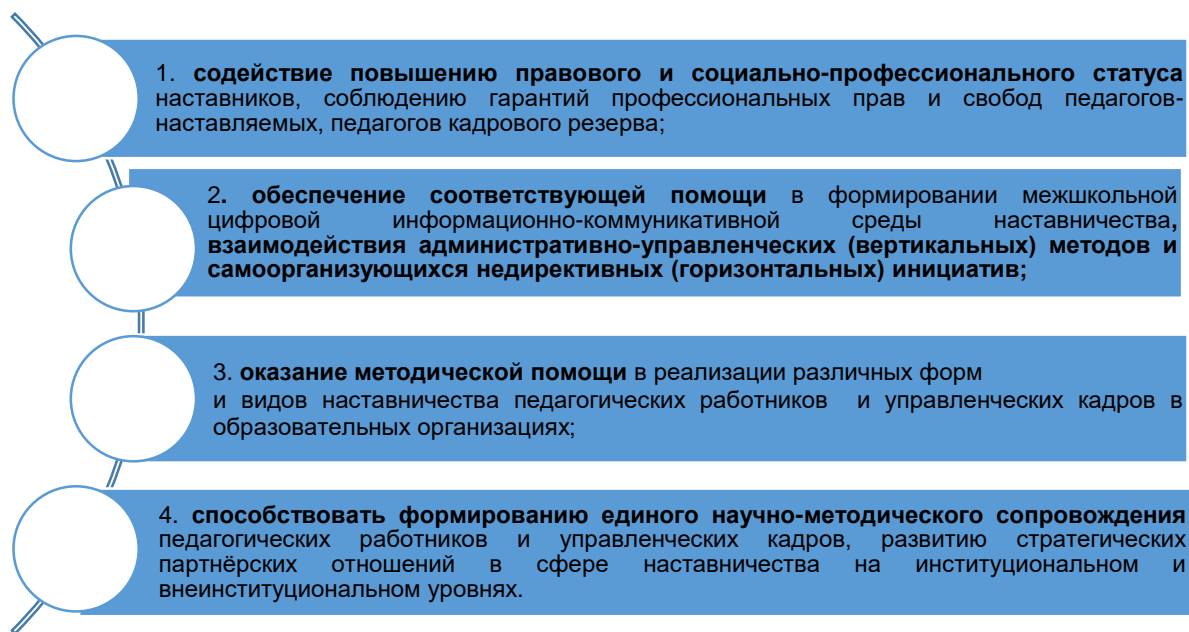 1. содействие повышению правового и социально-профессионального статуса
наставников, соблюдению гарантий профессиональных прав и свобод педагогов-
наставляемых, педагогов кадрового резерва;
2. обеспечение соответствующей помощи в формировании межшкольной
цифровой информационно-коммуникативной среды наставничества,
взаимодействия административно-управленческих (вертикальных) методов и
самоорганизующихся недирективных (горизонтальных) инициатив;
3. оказание методической помощи в реализации различных форм
и видов наставничества педагогических работников и управленческих кадров в
образовательных организациях;
4. способствовать формированию единого научно-методического сопровождения
педагогических работников и управленческих кадров, развитию стратегических
партнёрских отношений в сфере наставничества на институциональном и
внеинституциональном уровнях.